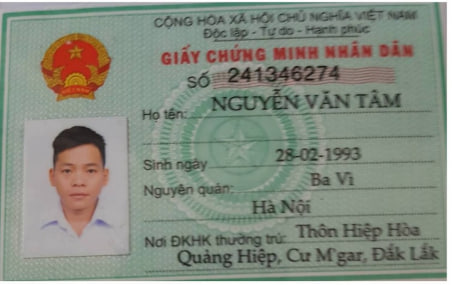 CỘNG HÒA XÃ HỘI CHỦ NGHĨA VIỆT NAM
Độc lập - Tự do - Hạnh phúc
GIẤY CHỨNG MINH NHÂN DÂN
SỐ 241346274
Họ tên: NGUYỄN VĂN TÂM
Sinh ngày 28-02-1993
Nguyên quán: Ba Vì
Hà Nội
Nơi ĐKHK thường trú: Thôn Hiệp Hòa
Quảng Hiệp, Cư M'gar, Đắk Lắk